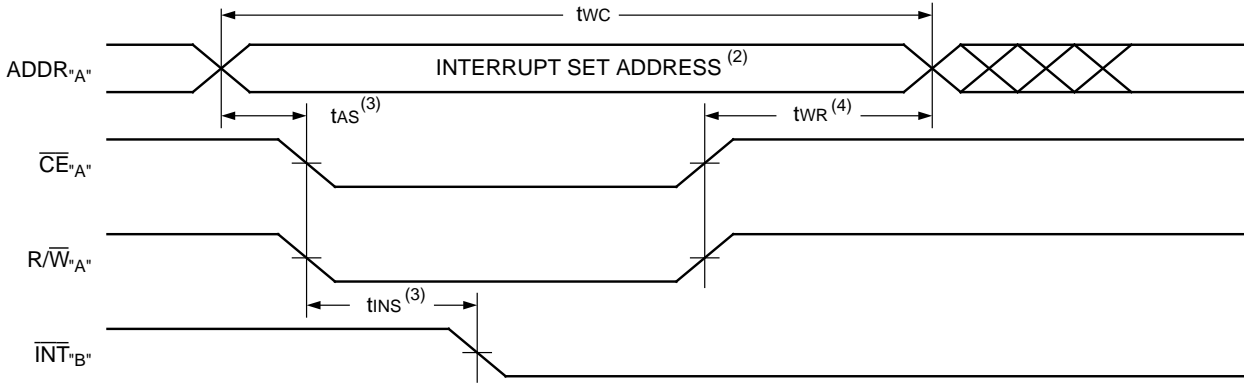 tWC
ADDR"A"
INTERRUPT SET ADDRESS (2)
tAS(3)
tWR(4)
CE"A"
R/W"A"
tINS(3)
INT"B"